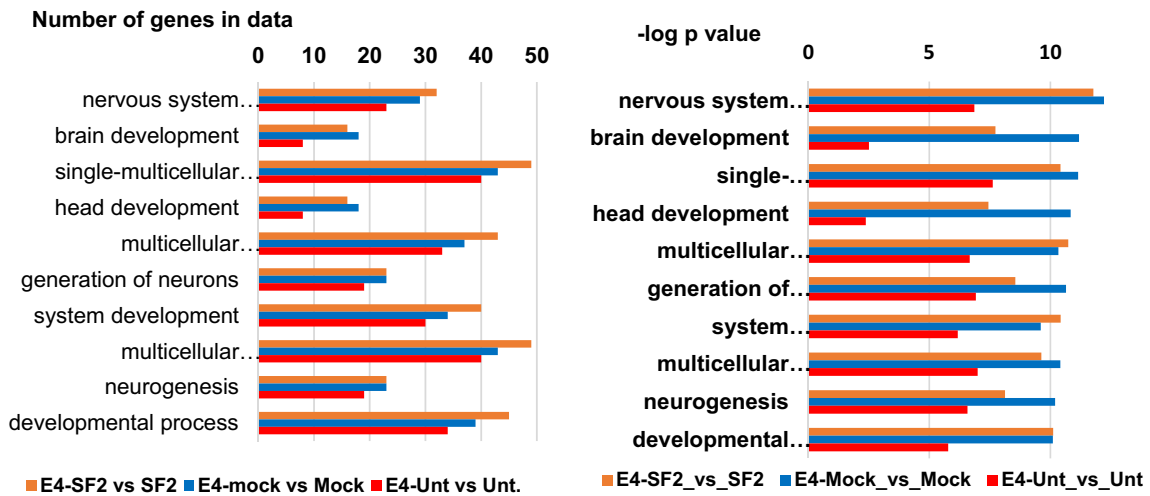 Number of genes in data
0 10 20 30 40 50
nervous system…
brain development
single-multicellular…
head development
multicellular…
generation of neurons
system development
multicellular…
neurogenesis
developmental process
E4-SF2 vs SF2 E4-mock vs Mock E4-Unt vs Unt.
-log p value
0 5 10
nervous system…
brain development
single-…
head development
multicellular…
generation of…
system…
multicellular…
neurogenesis
developmental…
E4-SF2_vs_SF2 E4-Mock_vs_Mock E4-Unt_vs_Unt